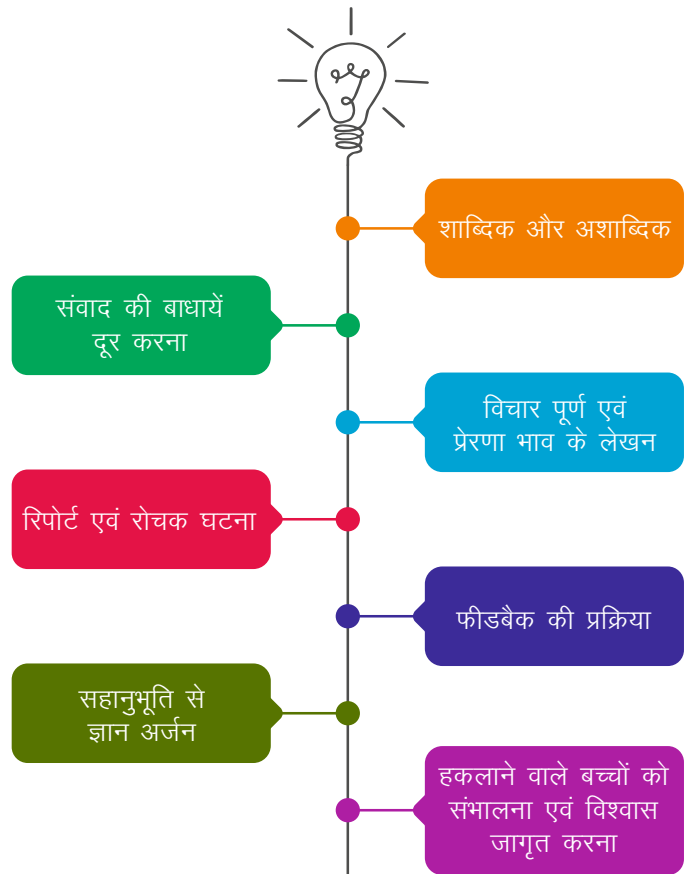 शाब्दिक और अशाब्दिक
संवाद की बाधायें
दूर करना
विचार पूर्ण एवं
प्रेरणा भाव के लेखन
रिपोर्ट एवं रोचक घटना
फीडबैक की प्रक्रिया
सहानुभूति से
ज्ञान अर्जन
हकलाने वाले बच्चों को
संभालना एवं विश्वास
जागृत करना